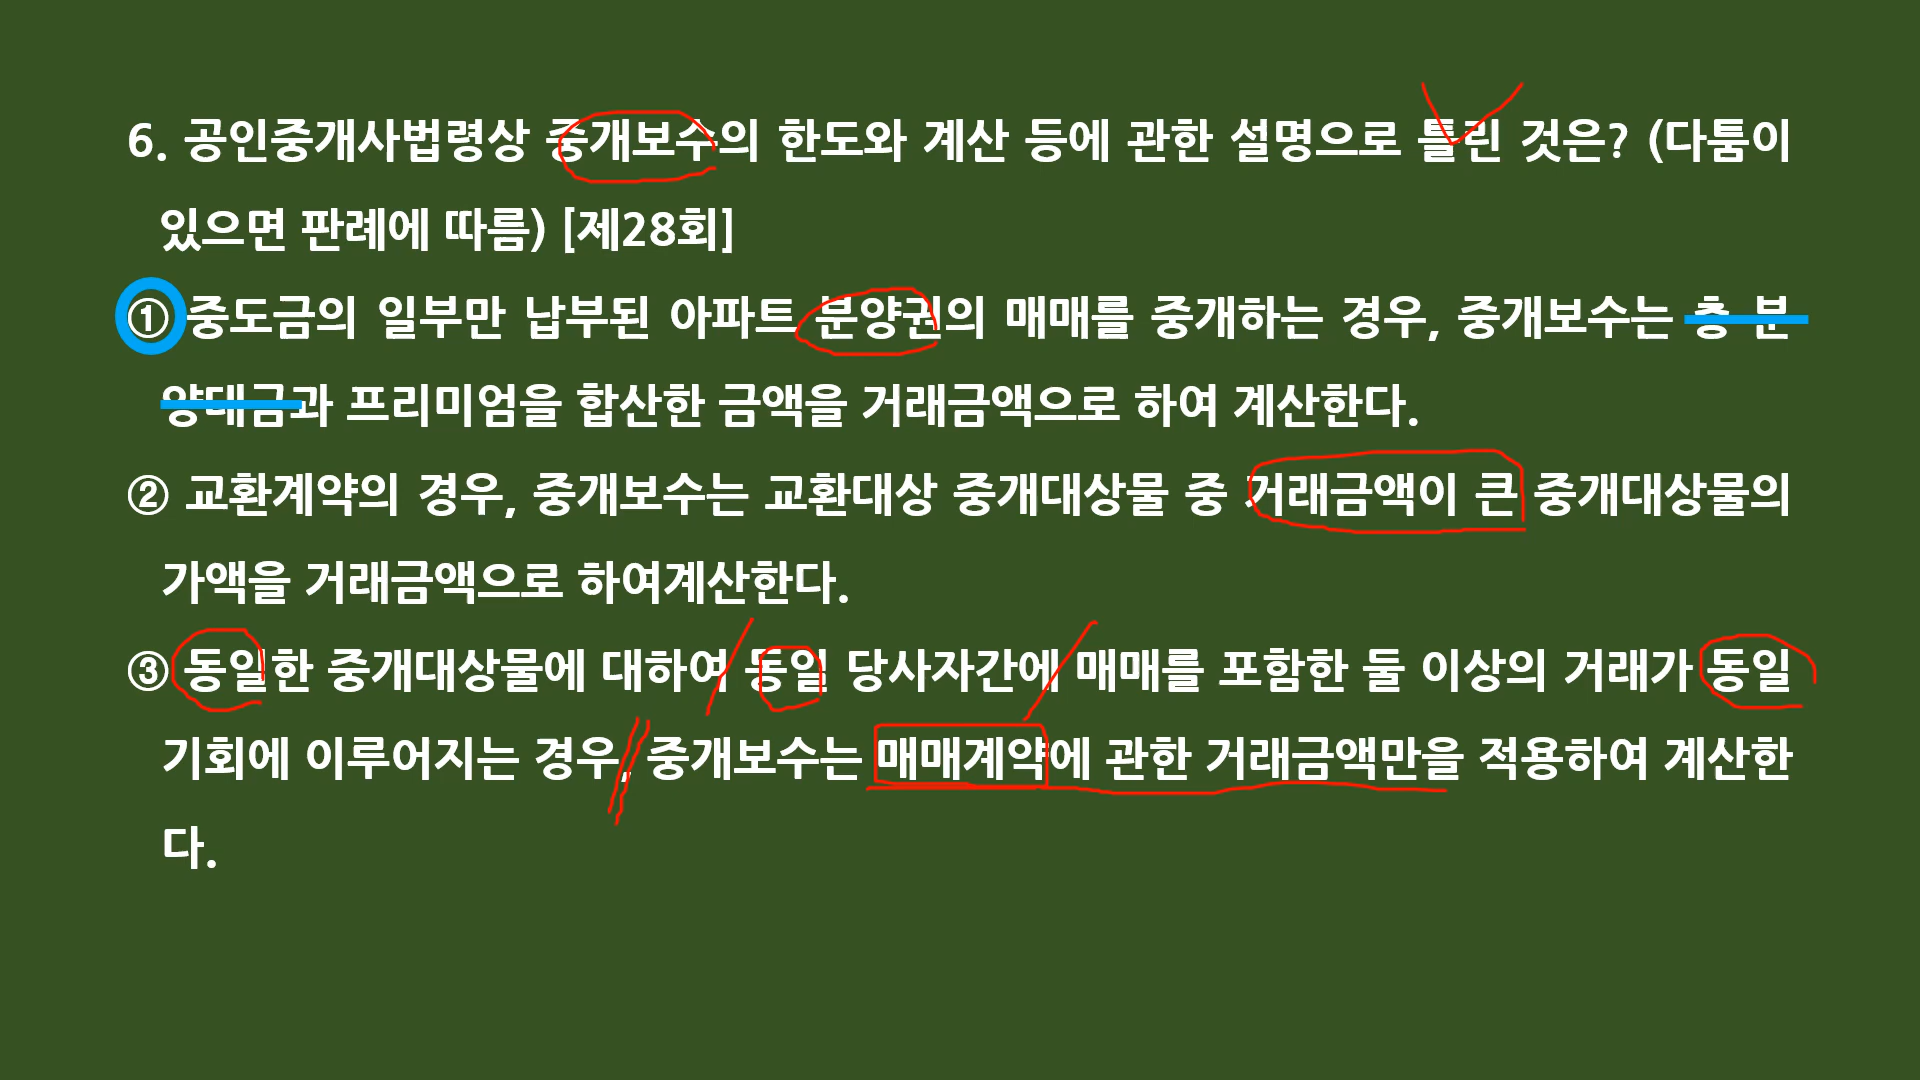 6. 공인중개사법령상 중개보수의 한도와 계산 등에 관한 설명으로 틀린 것은? (다툼이
있으면 판례에 따름) [제28회]
① 중도금의 일부만 납부된 아파트 분양권의 매매를 중개하는 경우, 중개보수는 총 분
양대금과 프리미엄을 합산한 금액을 거래금액으로 하여 계산한다.
② 교환계약의 경우, 중개보수는 교환대상 중개대상물 중 거래금액이 큰 중개대상물의
가액을 거래금액으로 하여계산한다.
③ 동일한 중개대상물에 대하여 동일 당사자간에 매매를 포함한 둘 이상의 거래가 동일
기회에 이루어지는 경우, 중개보수는 매매계약에 관한 거래금액만을 적용하여 계산한
다.